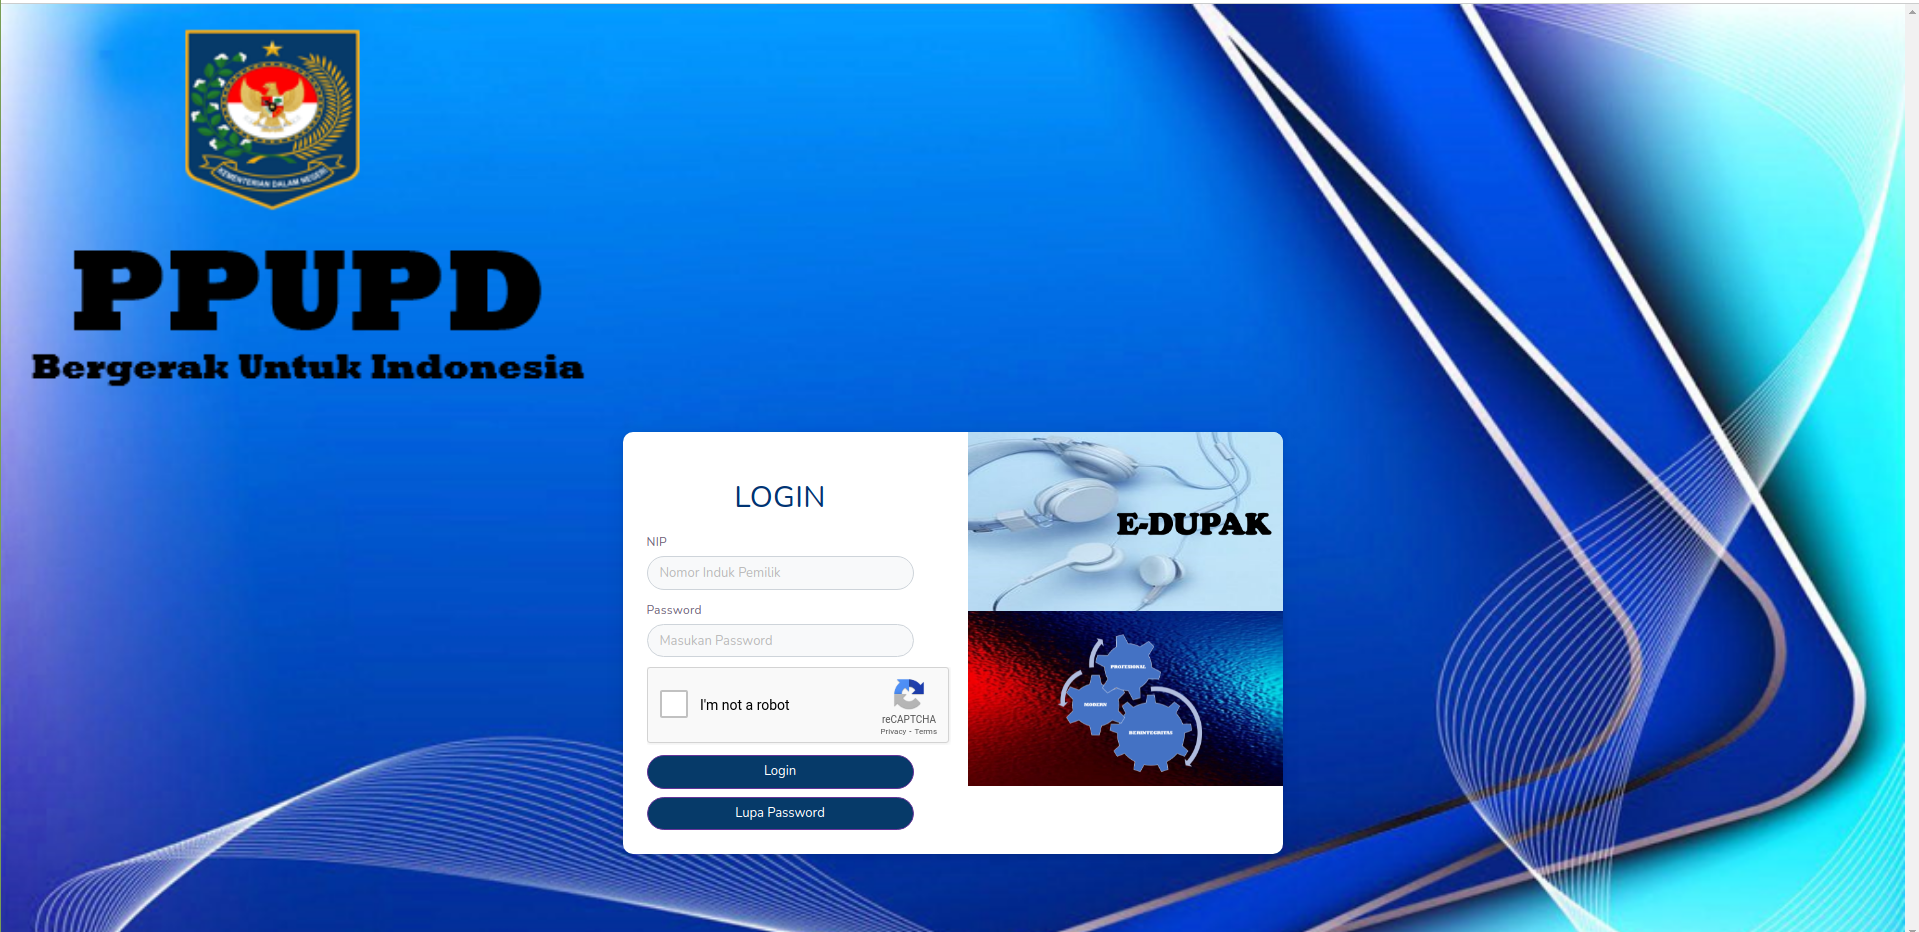 KEMENTERIAN DALAM NEGERI
PPUPD
Bergerak Untuk Indonesia
LOGIN
NIP
Nomor Induk Pemilik
Password
Masukan Password
I'm not a robot
reCAPTCHA
Privacy - Terms
Login
Lupa Password
E-DUPAK
PROFESIONAL
MODERN
BERINTEGRITAS